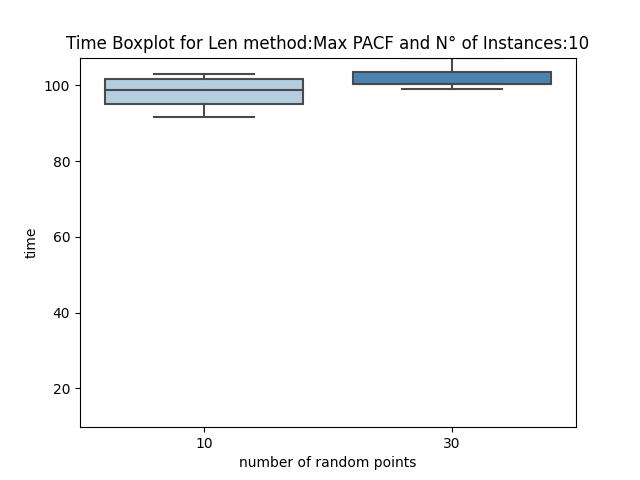 Time Boxplot for Len method:Max PACF and N° of Instances:10
100
80
60
40
20
time
10 30
number of random points